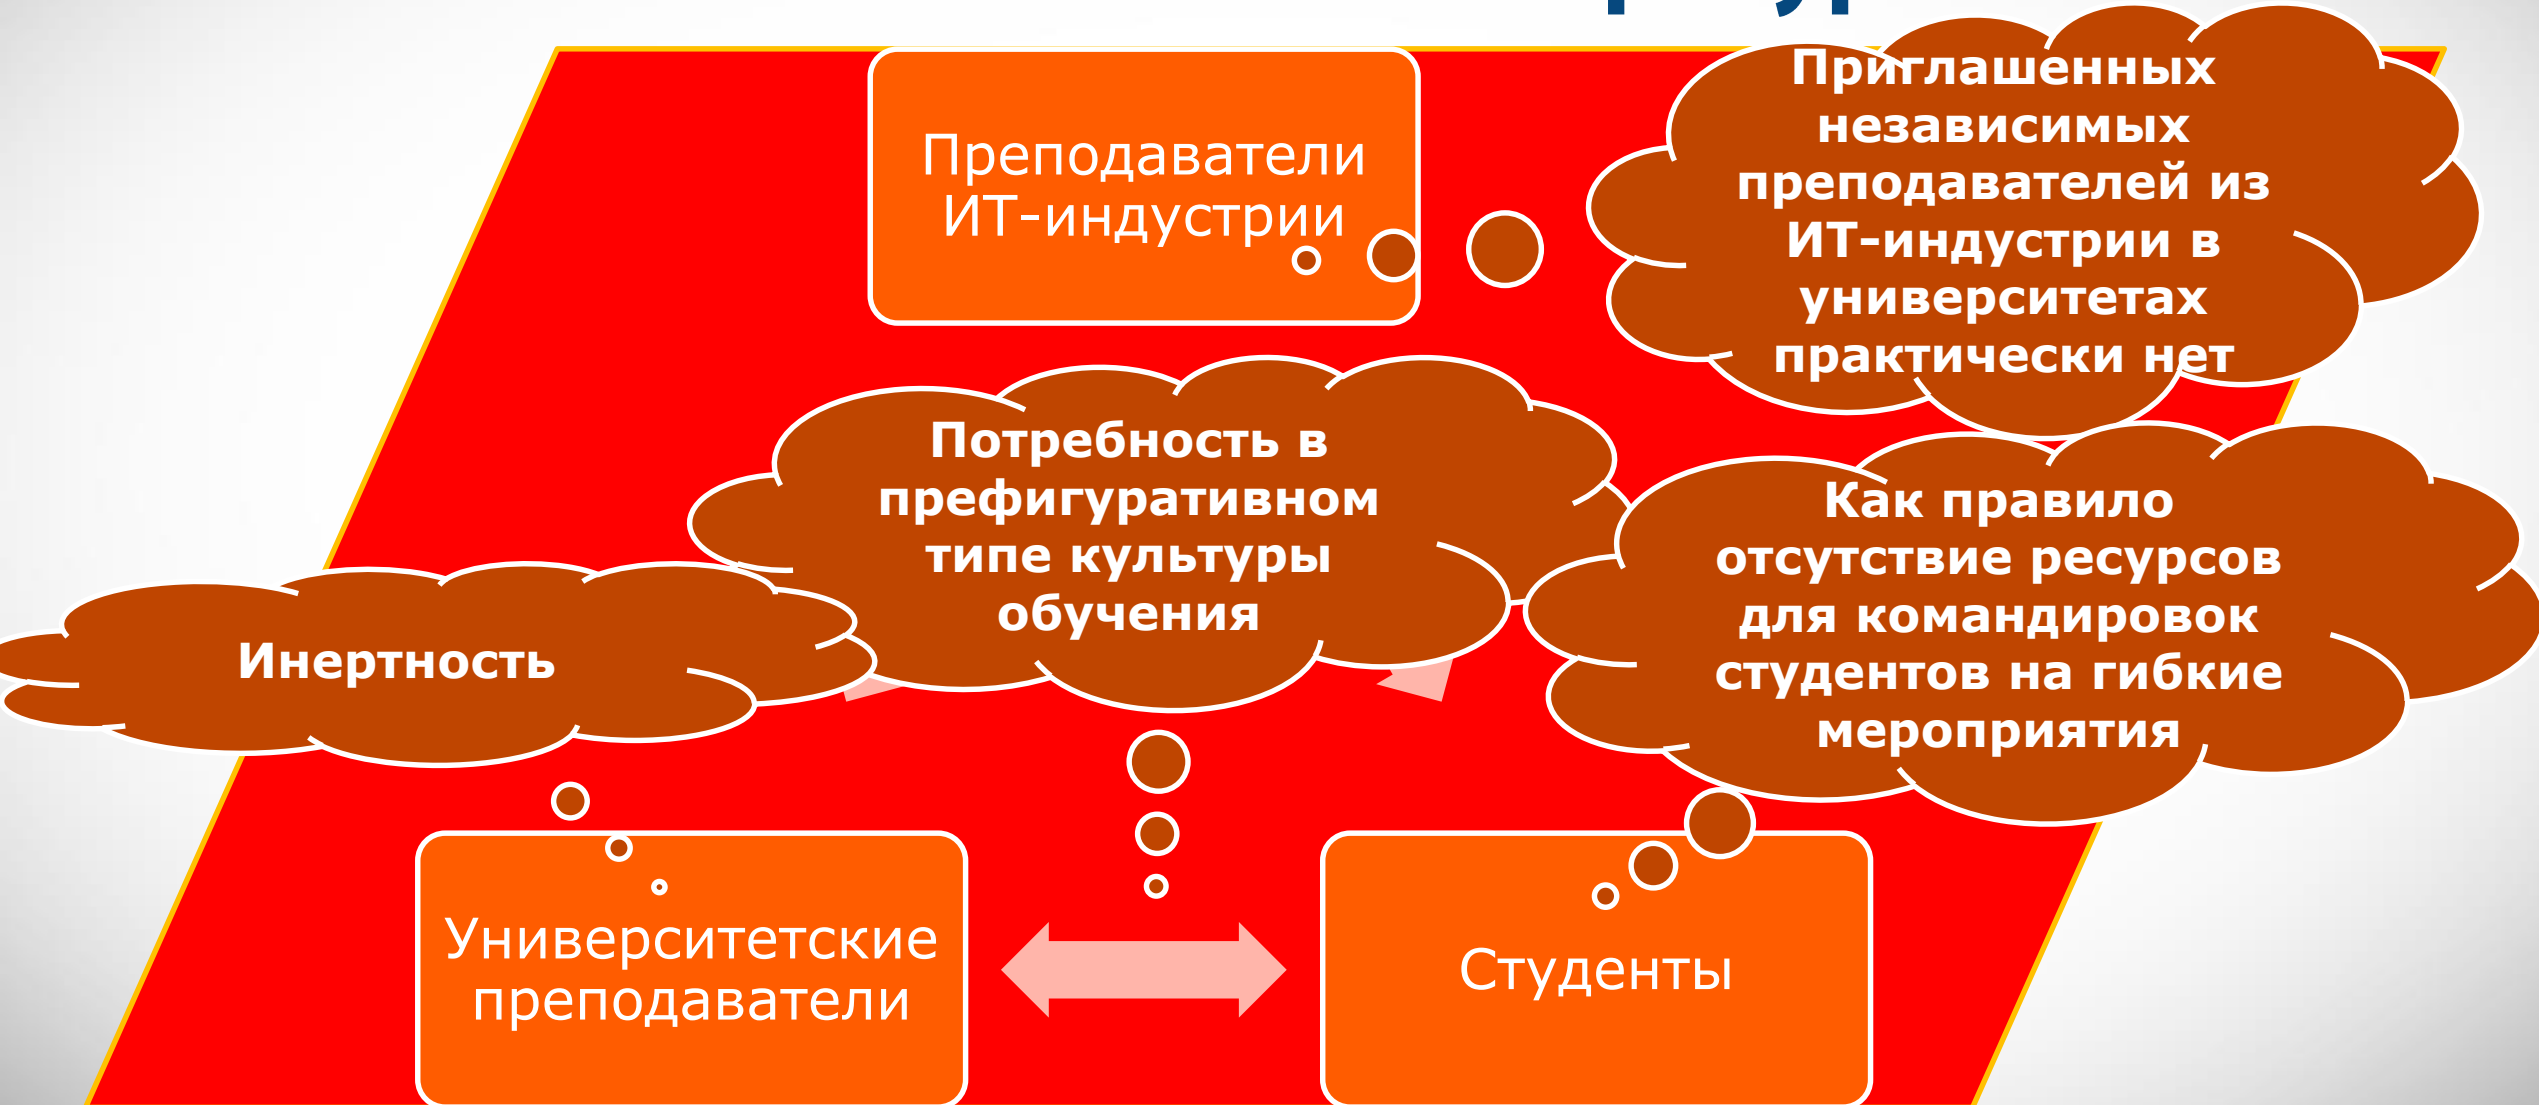 Преподаватели
ИТ-индустрии
Приглашенных
независимых
преподавателей из
ИТ-индустрии в
университетах
практически нет
Потребность в
префигуративном
типе культуры
обучения
Как правило
отсутствие ресурсов
для командировок
студентов на гибкие
мероприятия
Инертность
Университетские
преподаватели
Студенты